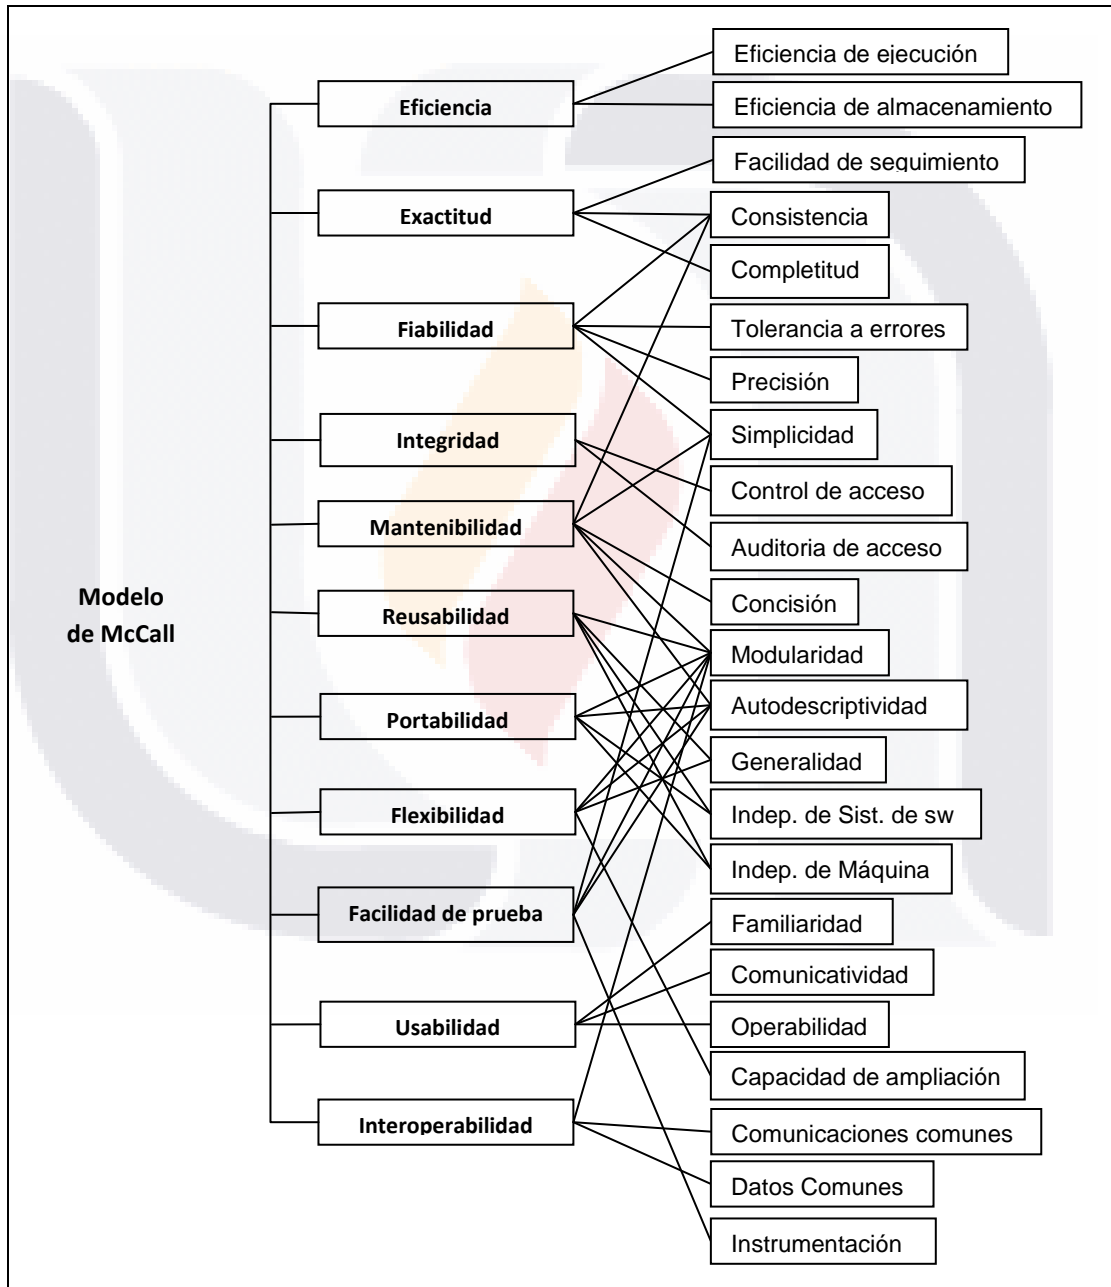 Modelo
de McCall
Eficiencia
Exactitud
Fiabilidad
Integridad
Mantenibilidad
Reusabilidad
Portabilidad
Flexibilidad
Facilidad de prueba
Usabilidad
Interoperabilidad
Eficiencia de ejecución
Eficiencia de almacenamiento
Facilidad de seguimiento
Consistencia
Completitud
Tolerancia a errores
Precisión
Simplicidad
Control de acceso
Auditoria de acceso
Concisión
Modularidad
Autodescriptividad
Generalidad
Indep. de Sist. de sw
Indep. de Máquina
Familiaridad
Comunicatividad
Operabilidad
Capacidad de ampliación
Comunicaciones comunes
Datos Comunes
Instrumentación